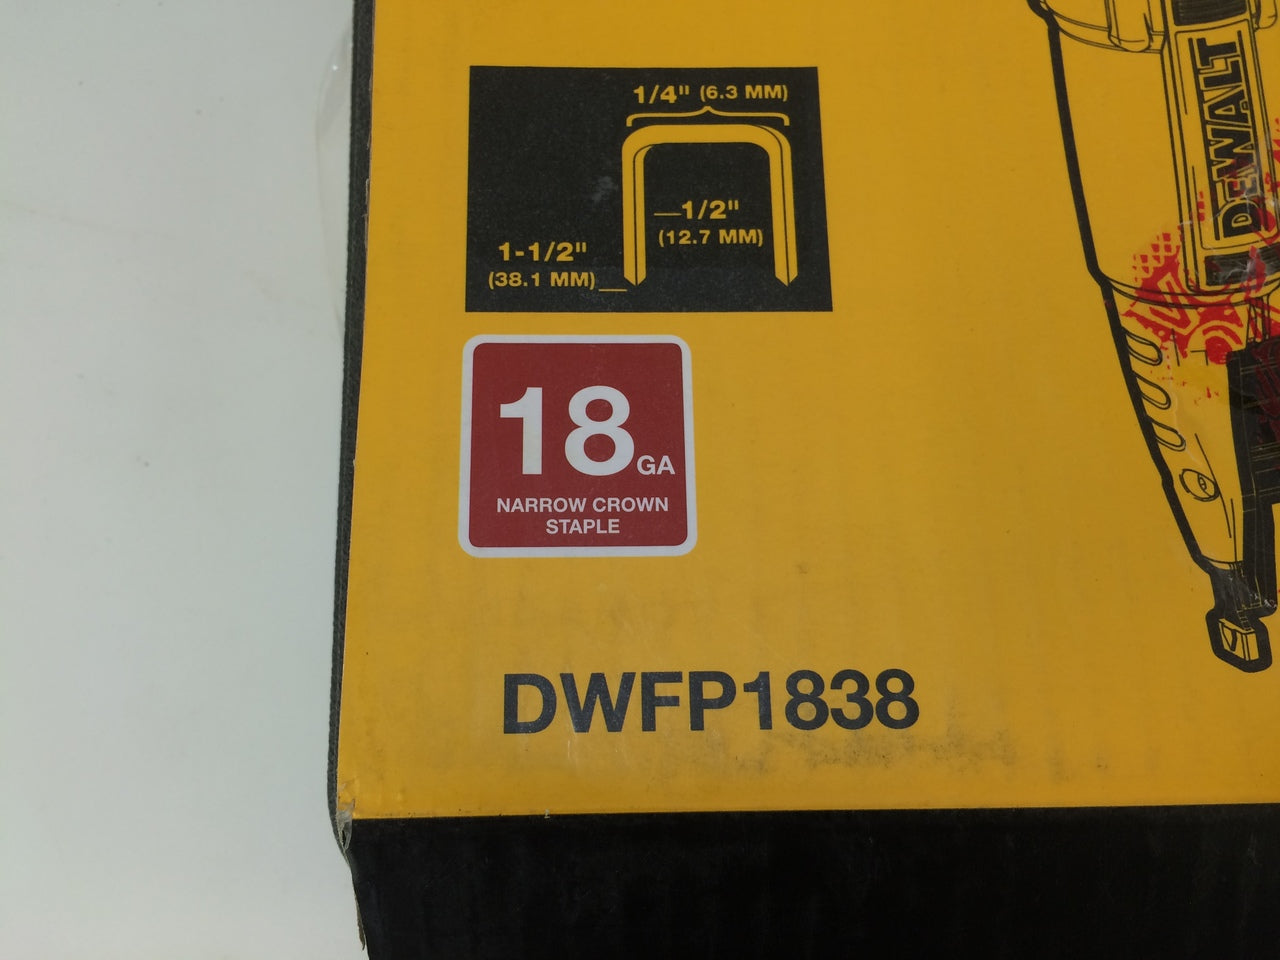 1/4" (6.3 MM)
1/2"
(12.7 MM)
1-1/2"
(38.1 MM)
18 GA
NARROW CROWN
STAPLE
DEWALT
DWFP1838